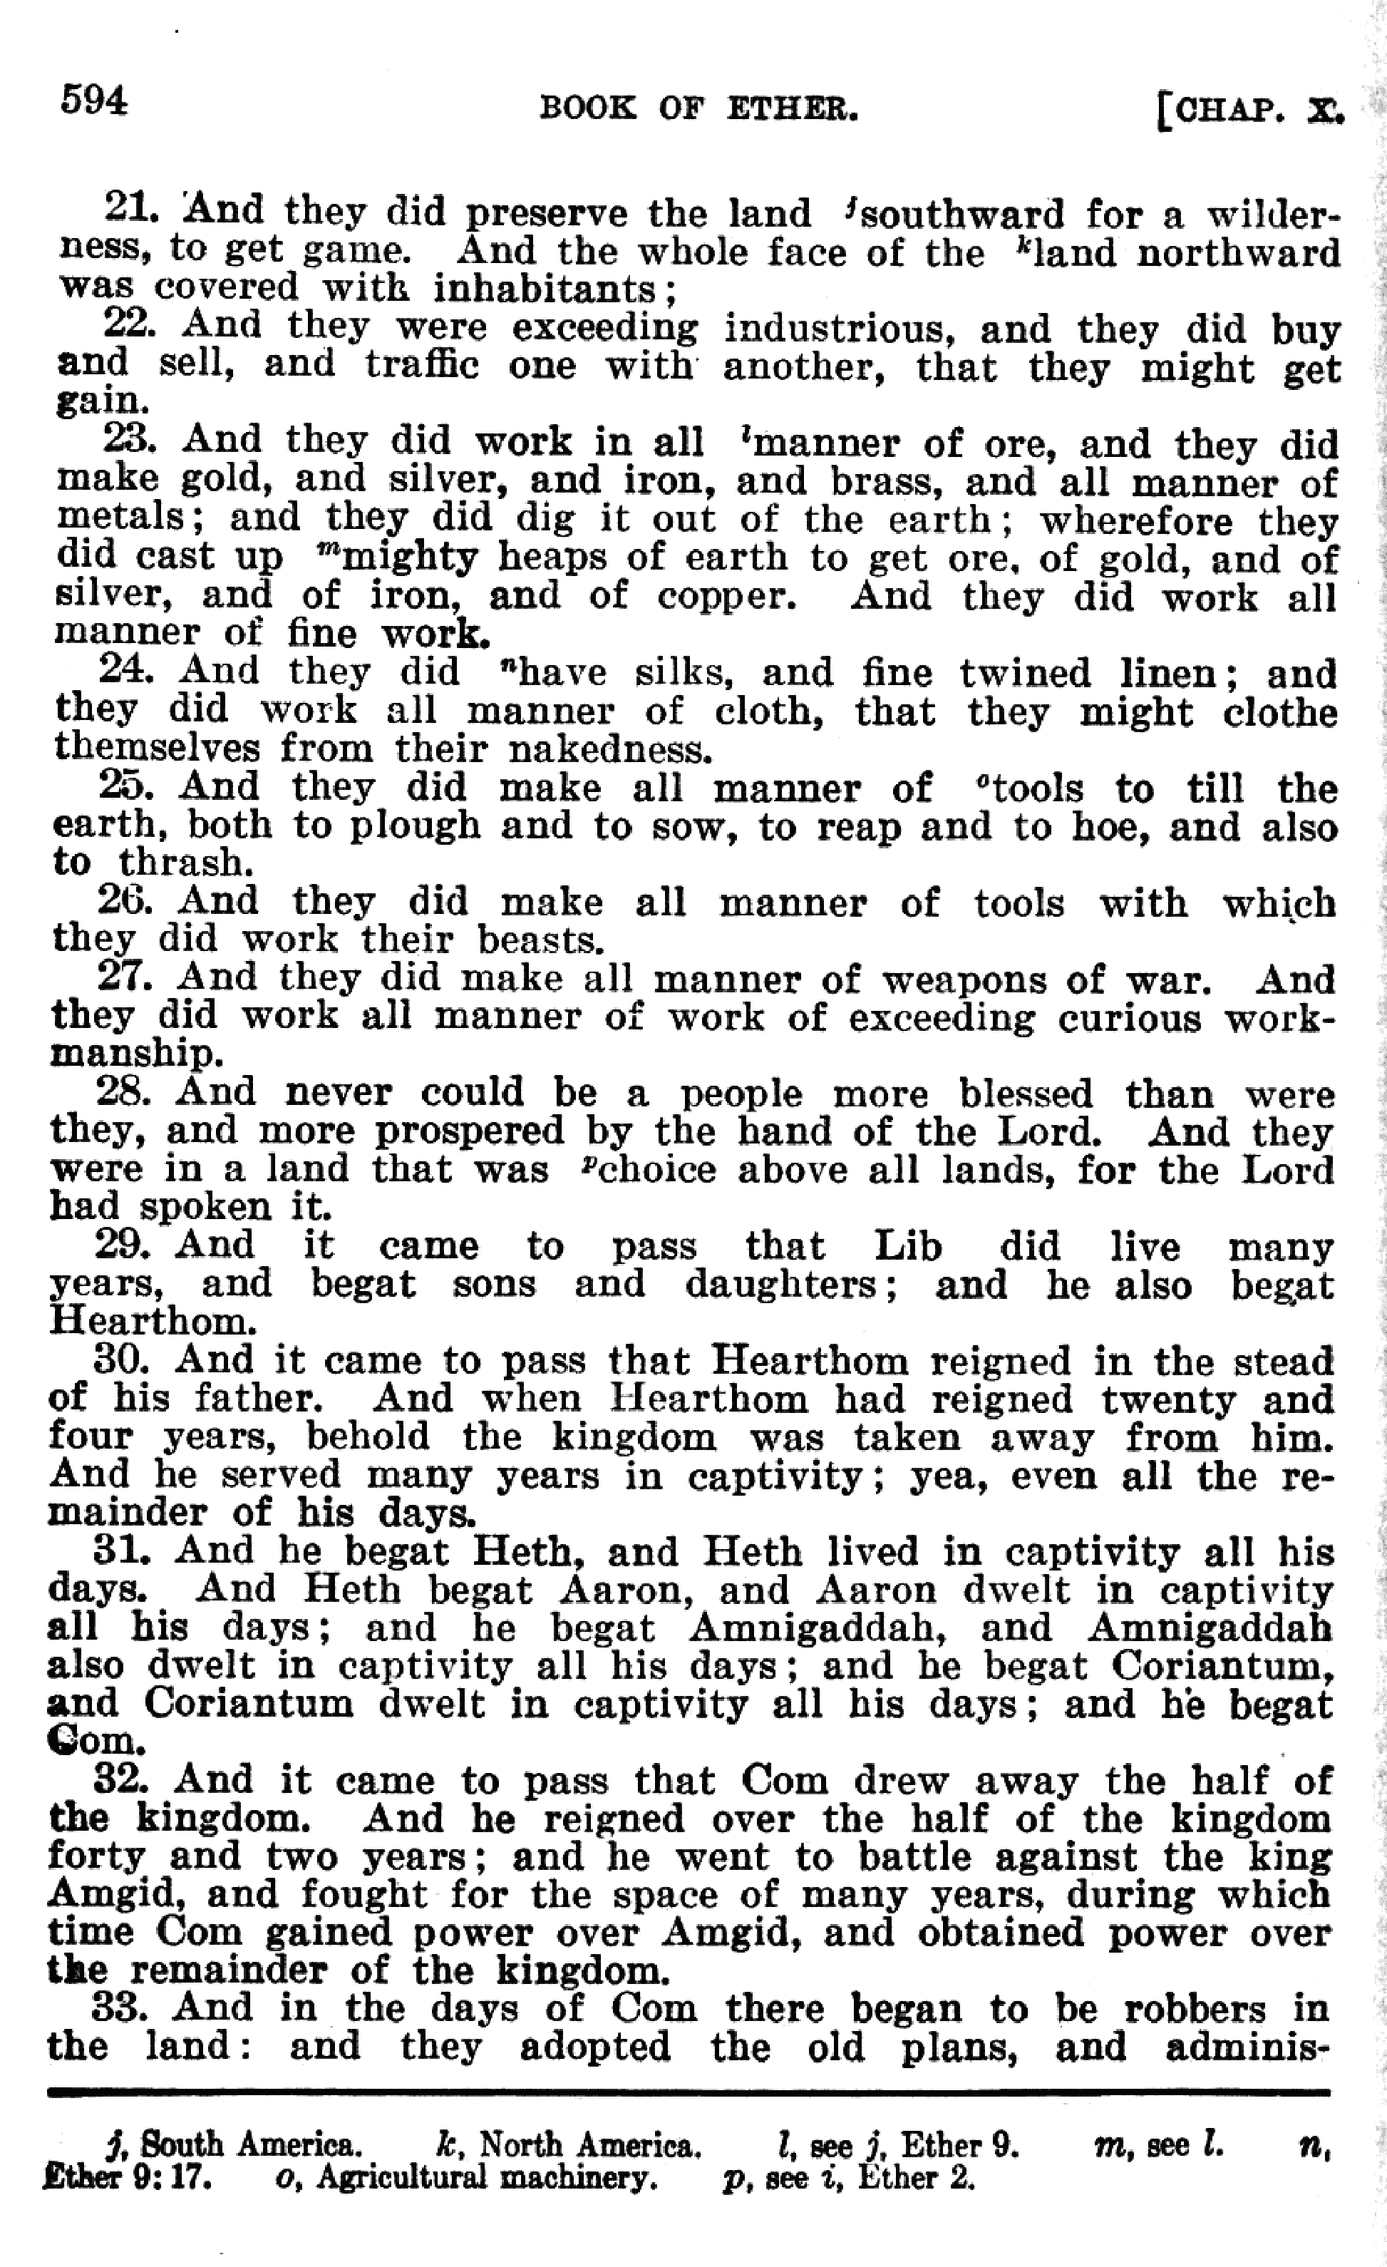 594 BOOK OF ETHER. [CHAP. X.
21. And they did preserve the land ʲsouthward for a wilder-
ness, to get game. And the whole face of the ᵏland northward
was covered with inhabitants;
22. And they were exceeding industrious, and they did buy
and sell, and traffic one with another, that they might get
gain.
23. And they did work in all ˡmanner of ore, and they did
make gold, and silver, and iron, and brass, and all manner of
metals; and they did dig it out of the earth; wherefore they
did cast up ᵐmighty heaps of earth to get ore, of gold, and of
silver, and of iron, and of copper. And they did work all
manner of fine work.
24. And they did ⁿhave silks, and fine twined linen; and
they did work all manner of cloth, that they might clothe
themselves from their nakedness.
25. And they did make all manner of ᵒtools to till the
earth, both to plough and to sow, to reap and to hoe, and also
to thrash.
26. And they did make all manner of tools with which
they did work their beasts.
27. And they did make all manner of weapons of war. And
they did work all manner of work of exceeding curious work-
manship.
28. And never could be a people more blessed than were
they, and more prospered by the hand of the Lord. And they
were in a land that was ᵖchoice above all lands, for the Lord
had spoken it.
29. And it came to pass that Lib did live many
years, and begat sons and daughters; and he also begat
Hearthom.
30. And it came to pass that Hearthom reigned in the stead
of his father. And when Hearthom had reigned twenty and
four years, behold the kingdom was taken away from him.
And he served many years in captivity; yea, even all the re-
mainder of his days.
31. And he begat Heth, and Heth lived in captivity all his
days. And Heth begat Aaron, and Aaron dwelt in captivity
all his days; and he begat Amnigaddah, and Amnigaddah
also dwelt in captivity all his days; and he begat Coriantum,
and Coriantum dwelt in captivity all his days; and he begat
Com.
32. And it came to pass that Com drew away the half of
the kingdom. And he reigned over the half of the kingdom
forty and two years; and he went to battle against the king
Amgid, and fought for the space of many years, during which
time Com gained power over Amgid, and obtained power over
the remainder of the kingdom.
33. And in the days of Com there began to be robbers in
the land: and they adopted the old plans, and adminis-
j, South America. k, North America. l, see j, Ether 9. m, see l. n,
Ether 9: 17. o, Agricultural machinery. p, see i, Ether 2.